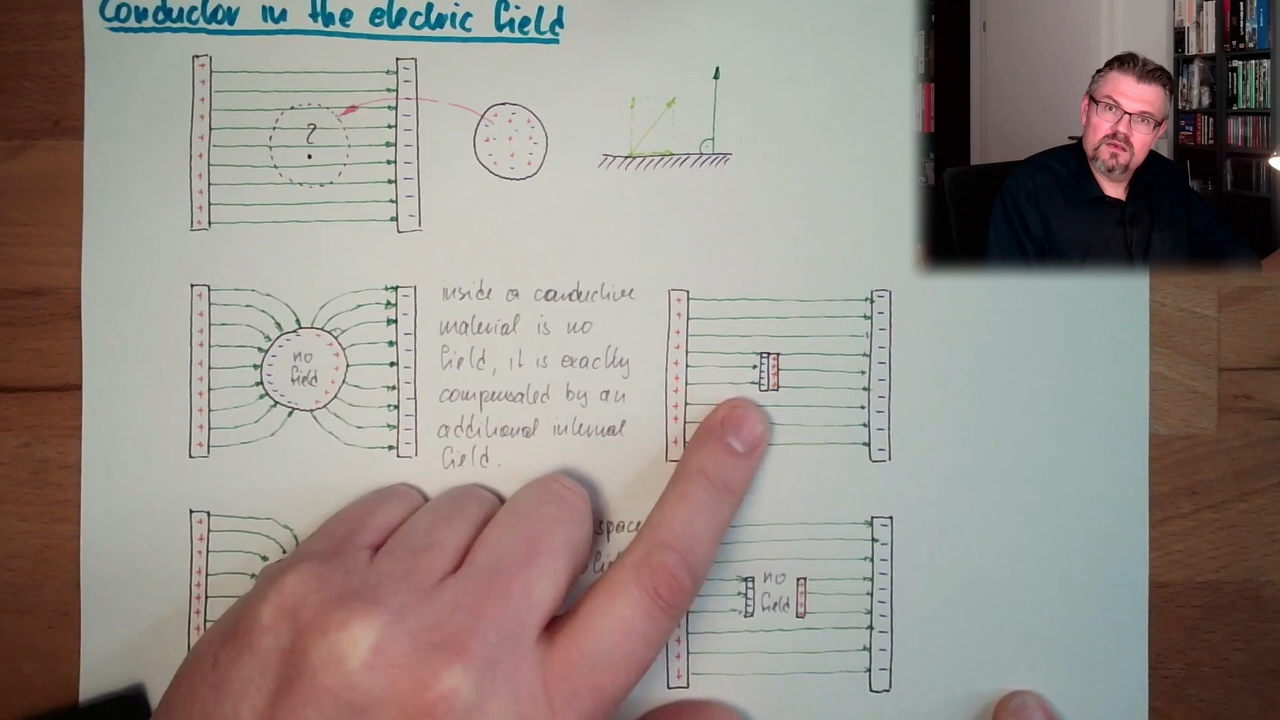 Conductor in the electric field
?
inside a conductive
material is no
field, it is exactly
compensated by an
additional internal
field.
no
field
space
no
field